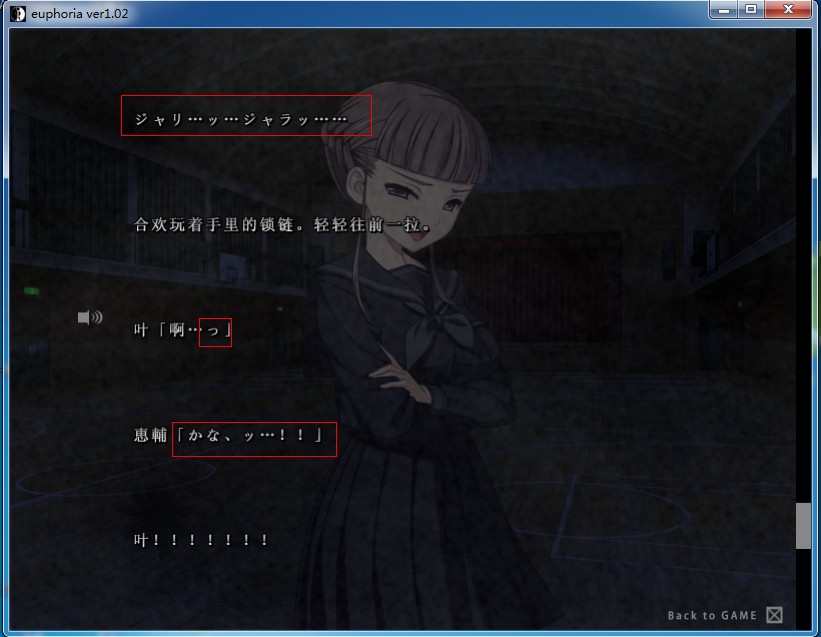 euphoria ver1.02
ジャリ…ッ…ジャラッ……
合欢玩着手里的锁链。轻轻往前一拉。
叶「啊…っ」
恵輔「かな、ッ…！！」
叶！！！！！！！
Back to GAME